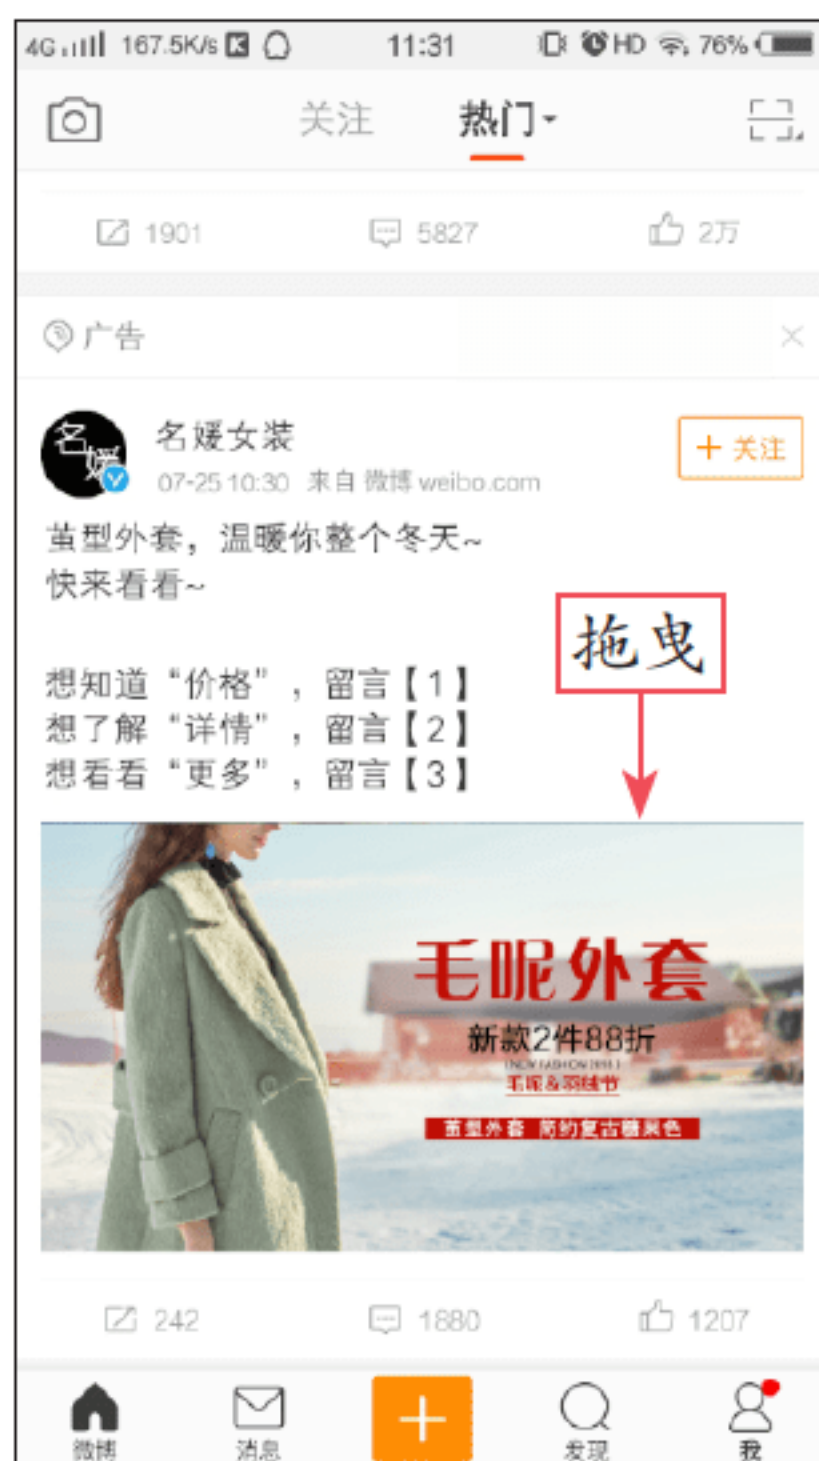 4G 167.5K/s K 11:31 HD 76%
关注 热门
1901 5827 2万
广告
名媛 名媛女装 + 关注
07-25 10:30 来自 微博 weibo.com
茧型外套，温暖你整个冬天~
快来看看~
拖曳
想知道“价格”，留言【1】
想了解“详情”，留言【2】
想看看“更多”，留言【3】
毛呢外套
新款2件88折
毛呢&羽绒节
茧型外套 简约复古糖果色
242 1880 1207
微博 消息 发现 我